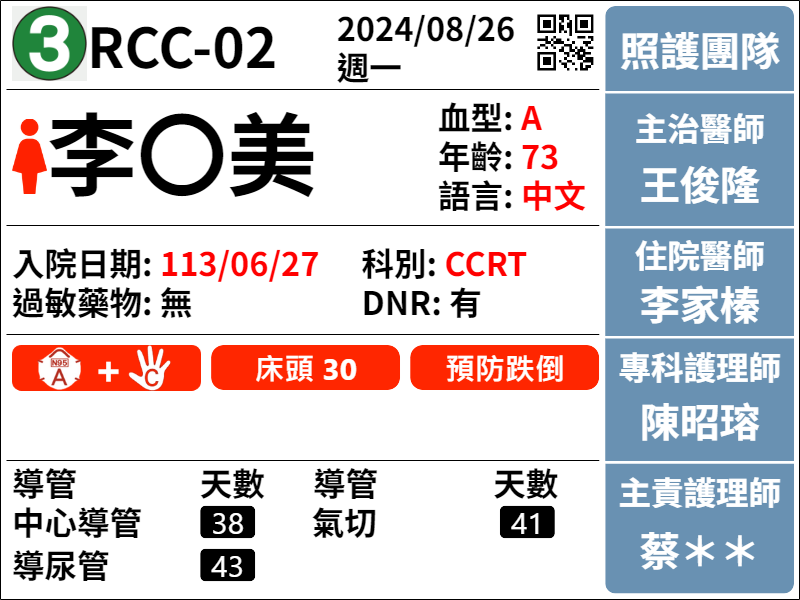 3 RCC-02
2024/08/26
週一
李〇美
血型: A
年齡: 73
語言: 中文
入院日期: 113/06/27
科別: CCRT
過敏藥物: 無
DNR: 有
N95 A + C
床頭 30
預防跌倒
導管 天數 導管 天數
中心導管 38 氣切 41
導尿管 43
照護團隊
主治醫師
王俊隆
住院醫師
李家榛
專科護理師
陳昭瑢
主責護理師
蔡＊＊